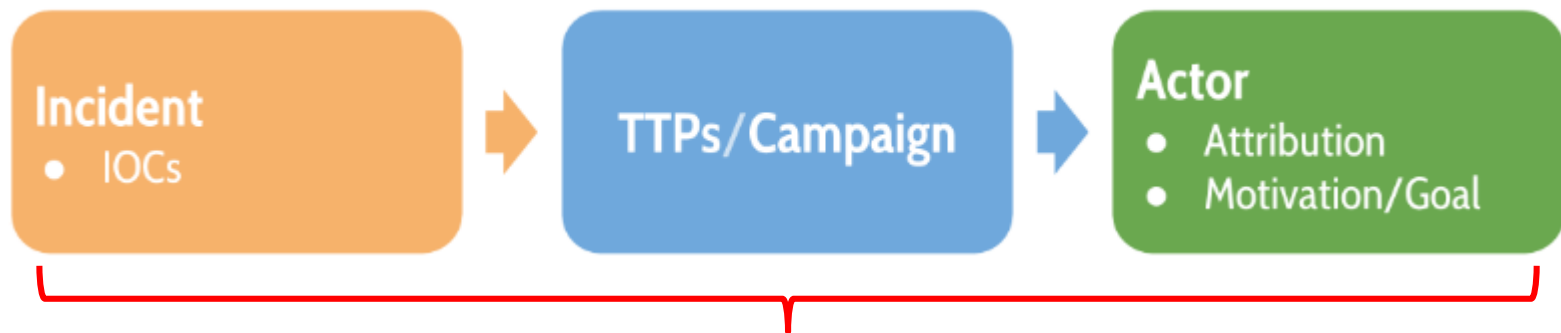 Incident
● IOCs
TTPs/Campaign
Actor
● Attribution
● Motivation/Goal